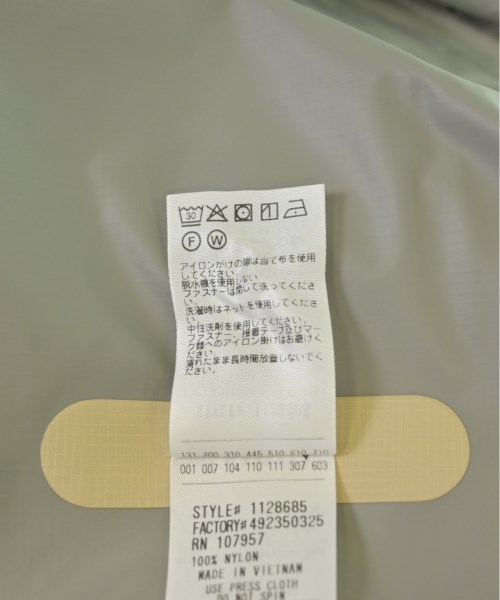 30
F W
アイロンがけの際は当て布を使用
してください。
脱水機を使用しない
ファスナーは閉じて洗ってくださ
い。
洗濯時はネットを使用してくださ
い。
中性洗剤を使用してください。
ファスナー、接着テープ及びマー
ク類へのアイロン掛けはお避けく
ださい。
濡れたまま長時間放置しないでく
ださい。
131 200 310 445 510 610 710
001 007 104 110 111 307 603
STYLE# 1128685
FACTORY#492350325
RN 107957
100% NYLON
MADE IN VIETNAM
USE PRESS CLOTH
DO NOT SPIN